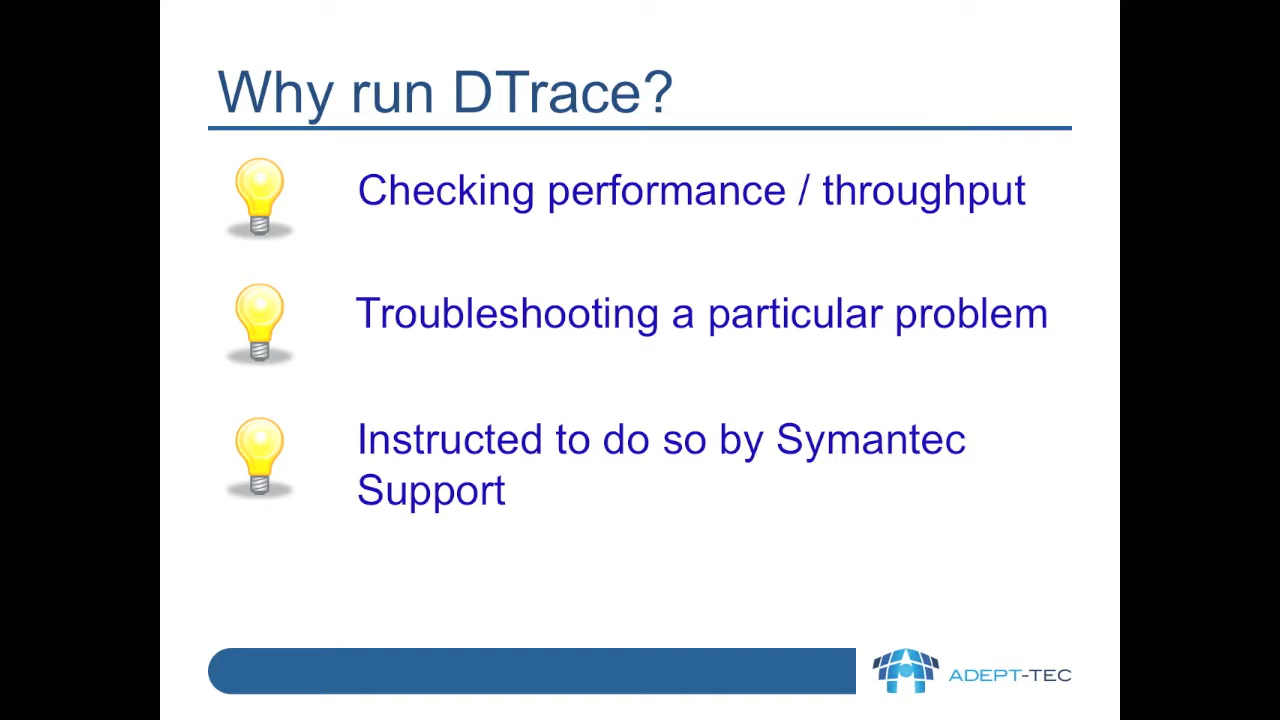 Why run DTrace?
Checking performance / throughput
Troubleshooting a particular problem
Instructed to do so by Symantec
Support
ADEPT-TEC